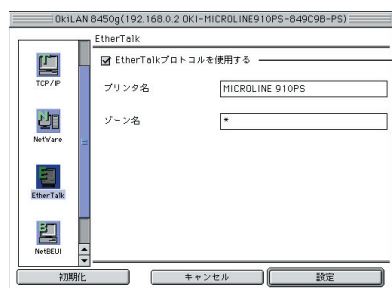 OkiLAN 8450g(192.168.0.2 OKI-MICROLINE910PS-849C9B-PS)
EtherTalk
EtherTalkプロトコルを使用する
TCP/IP
プリンタ名
MICROLINE 910PS
ゾーン名
*
NetWare
EtherTalk
NetBEUI
初期化
キャンセル
設定